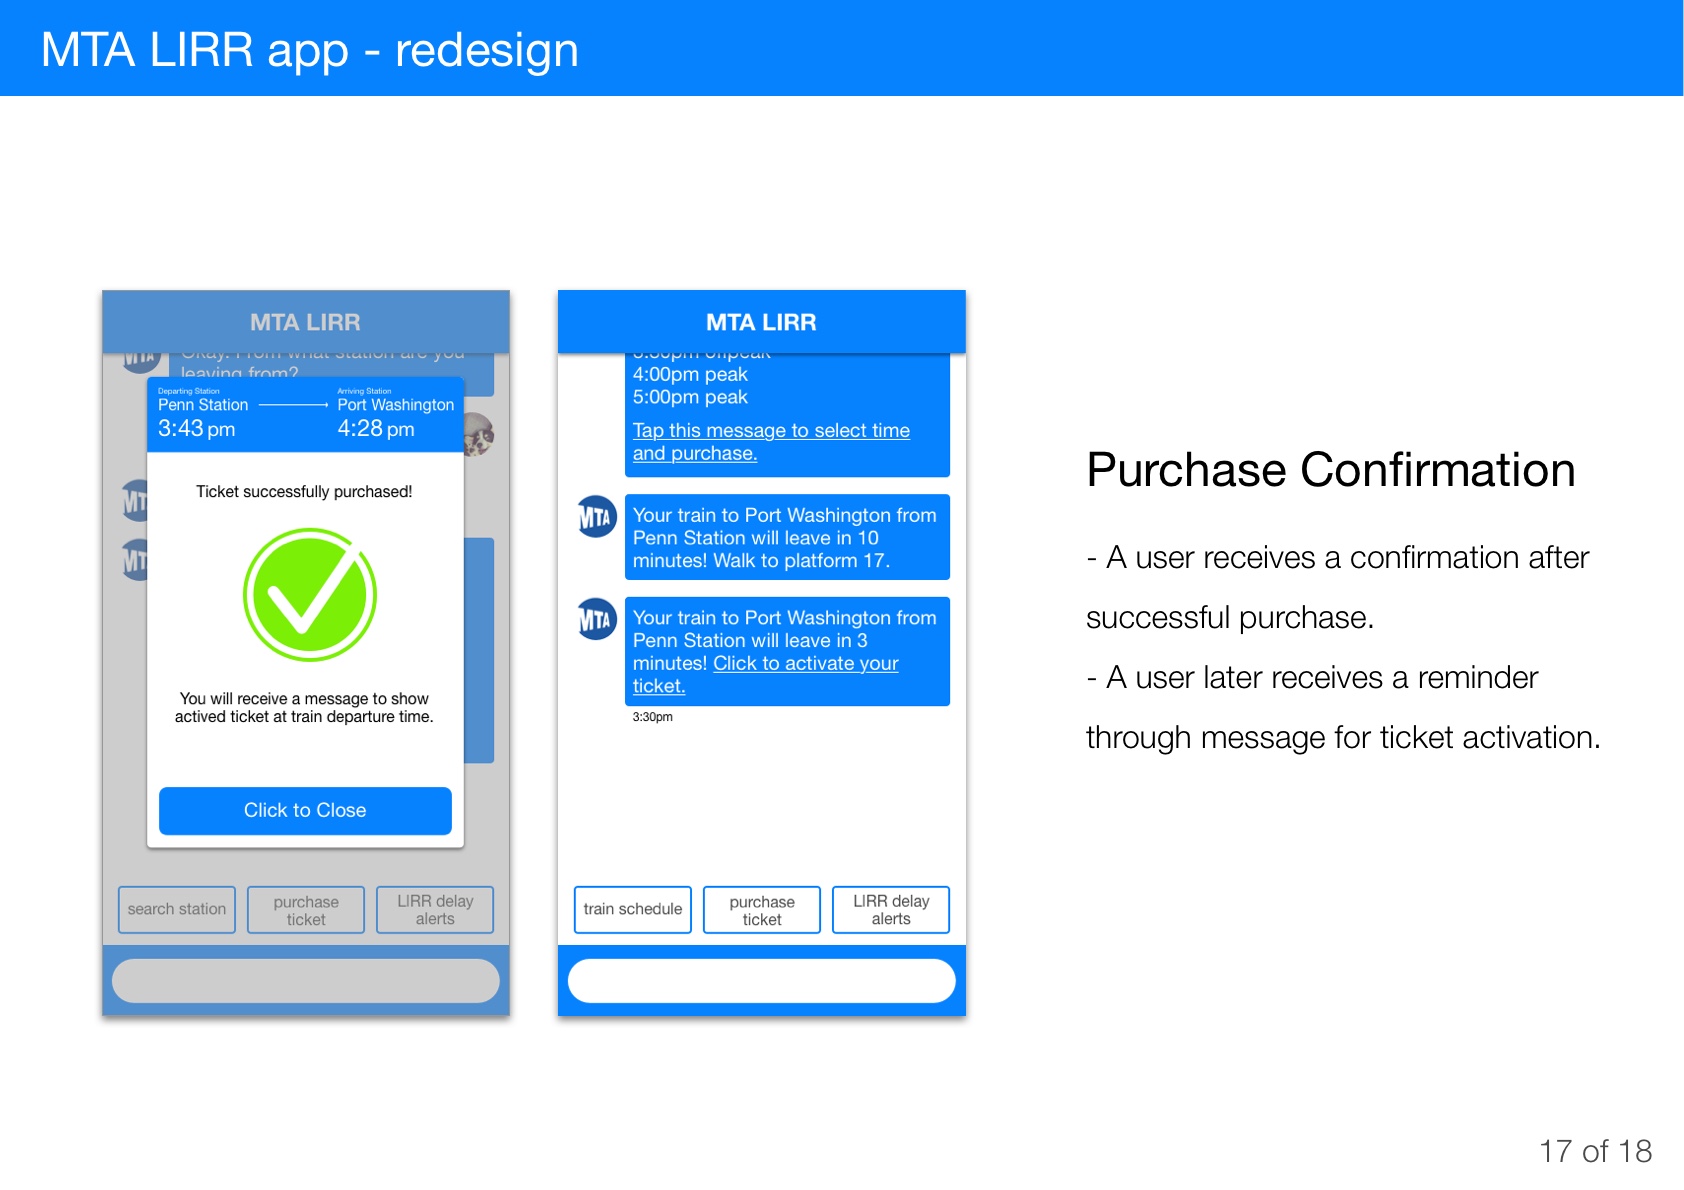 MTA LIRR app - redesign
MTA LIRR
MTA
Okay. From what station are you
leaving from?
Departing Station
Arriving Station
Penn Station
Port Washington
3:43 pm
4:28 pm
MT
MT
Ticket successfully purchased!
You will receive a message to show
actived ticket at train departure time.
Click to Close
search station
purchase
ticket
LIRR delay
alerts
MTA LIRR
3:30pm offpeak
4:00pm peak
5:00pm peak
Tap this message to select time
and purchase.
MTA
Your train to Port Washington from
Penn Station will leave in 10
minutes! Walk to platform 17.
MTA
Your train to Port Washington from
Penn Station will leave in 3
minutes! Click to activate your
ticket.
3:30pm
train schedule
purchase
ticket
LIRR delay
alerts
Purchase Confirmation
- A user receives a confirmation after
successful purchase.
- A user later receives a reminder
through message for ticket activation.
17 of 18